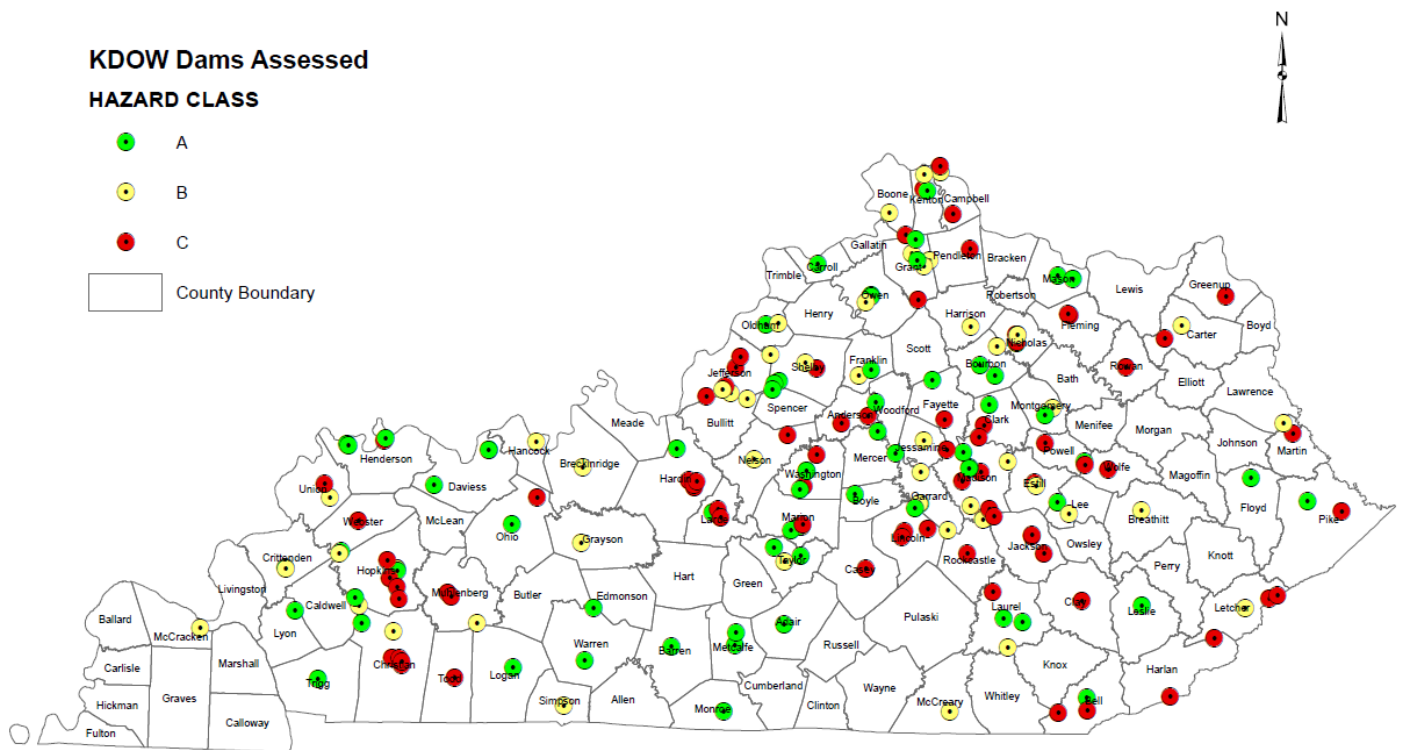 N
KDOW Dams Assessed
HAZARD CLASS
A
B
C
County Boundary
Boone
Kenton
Campbell
Gallatin
Carroll
Trimble
Grant
Pendleton
Bracken
Mason
Lewis
Greenup
Owen
Robertson
Henry
Oldham
Harrison
Fleming
Carter
Boyd
Nicholas
Scott
Franklin
Shelby
Jefferson
Bourbon
Rowan
Bath
Elliott
Lawrence
Spencer
Anderson
Woodford
Fayette
Montgomery
Clark
Menifee
Morgan
Bullitt
Meade
Johnson
Martin
Hancock
Henderson
Breckinridge
Nelson
Washington
Mercer
Jessamine
Powell
Wolfe
Magoffin
Union
Daviess
Hardin
Madison
Estill
Lee
Floyd
Pike
Boyle
Garrard
Breathitt
Webster
McLean
Ohio
Larue
Marion
Lincoln
Jackson
Owsley
Knott
Grayson
Crittenden
Hopkins
Taylor
Casey
Rockcastle
Perry
Hart
Green
Livingston
Muhlenberg
Butler
Edmonson
Clay
Leslie
Letcher
Caldwell
Laurel
Ballard
McCracken
Lyon
Adair
Pulaski
Warren
Barren
Metcalfe
Russell
Marshall
Christian
Todd
Logan
Knox
Harlan
Carlisle
Trigg
Cumberland
Wayne
Whitley
Graves
Hickman
Simpson
Allen
Monroe
Clinton
McCreary
Bell
Calloway
Fulton